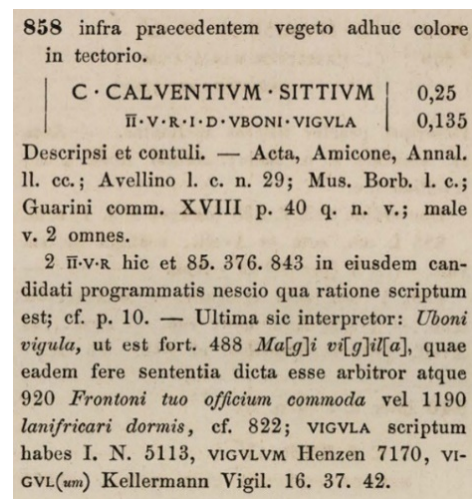 858 infra praecedentem vegeto adhuc colore
in tectorio.
C · CALVENTIVM · SITTIVM | 0,25
II̅ · V · R · I · D · VBONI · VIGVLA | 0,135
Descripsi et contuli. — Acta, Amicone, Annal.
ll. cc.; Avellino l. c. n. 29; Mus. Borb. l. c.;
Guarini comm. XVIII p. 40 q. n. v.; male
v. 2 omnes.
2 II̅·V·R hic et 85. 376. 843 in eiusdem can-
didati programmatis nescio qua ratione scriptum
est; cf. p. 10. — Ultima sic interpretor: Uboni
vigula, ut est fort. 488 Ma[g]i vi[g]il[a], quae
eadem fere sententia dicta esse arbitror atque
920 Frontoni tuo officium commoda vel 1190
lanifricari dormis, cf. 822; VIGVLA scriptum
habes I. N. 5113, VIGVLVM Henzen 7170, VI-
GVL(um) Kellermann Vigil. 16. 37. 42.